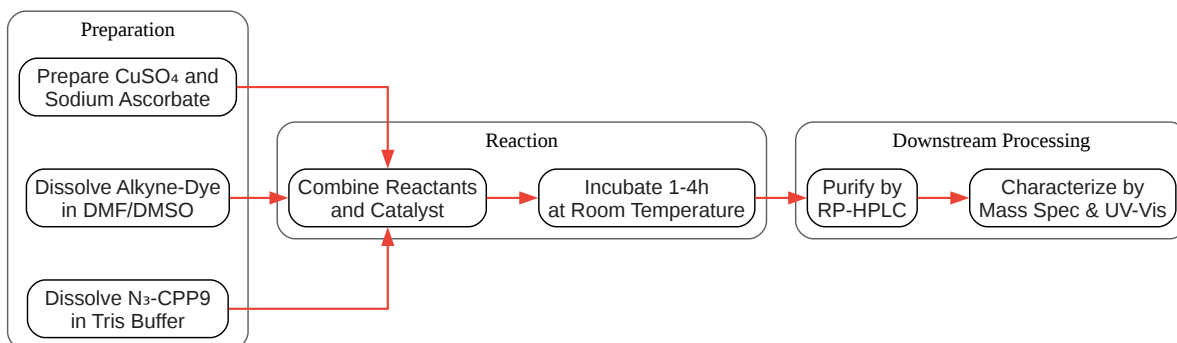 Preparation
Prepare CuSO₄ and
Sodium Ascorbate
Dissolve Alkyne-Dye
in DMF/DMSO
Dissolve N₃-CPP9
in Tris Buffer
Reaction
Combine Reactants
and Catalyst
Incubate 1-4h
at Room Temperature
Downstream Processing
Purify by
RP-HPLC
Characterize by
Mass Spec & UV-Vis